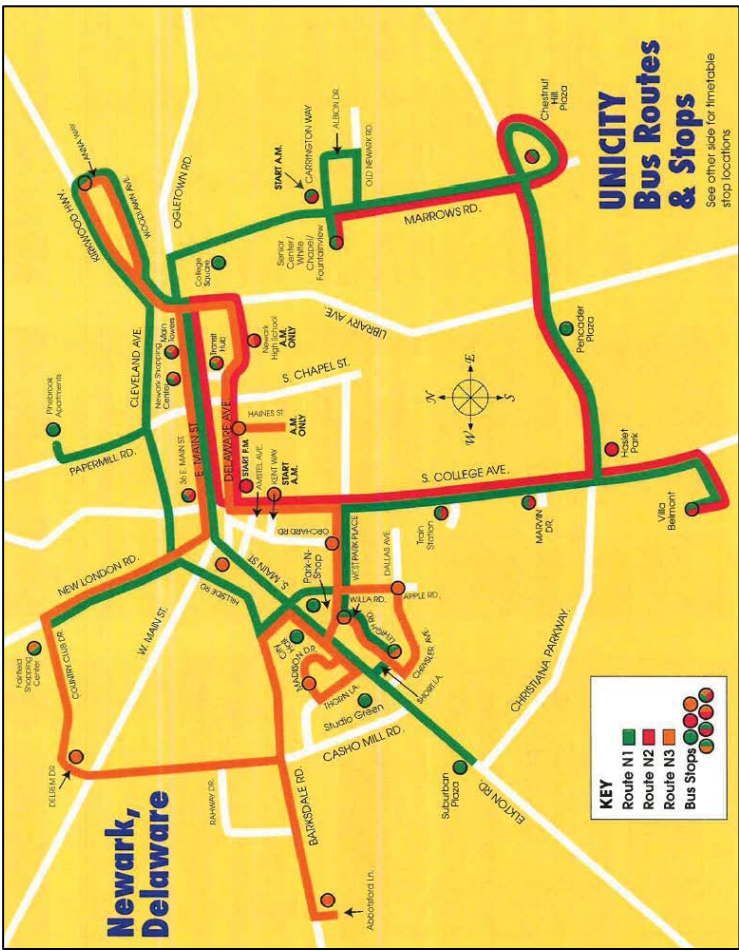 Newark,
Delaware
UNICITY
Bus Routes
& Stops
See other side for timetable
stop locations
KEY
Route N1
Route N2
Route N3
Bus Stops
N
E
S
W
KIRKWOOD HWY.
ANNA WAY
WOODLAWN AVE.
OGLETOWN RD.
START A.M.
CARRINGTON WAY
ALBION DR.
OLD NEWARK RD.
MARROWS RD.
Chestnut
Hill
Plaza
Senior
Center/
White
Chapel/
Fountainview
College
Square
LIBRARY AVE.
Pencader
Plaza
CLEVELAND AVE.
Pinebrook
Apartments
PAPERMILL RD.
Newark Shopping
Center
Main
Towers
Transit
Hub
Newark
High School
A.M.
ONLY
S. CHAPEL ST.
36 E. MAIN ST.
E. MAIN ST.
DELAWARE AVE.
HAINES ST.
A.M.
ONLY
START P.M.
AMSTEL AVE.
KENT WAY
START
A.M.
S. COLLEGE AVE.
Haslet
Park
NEW LONDON RD.
HILLSIDE RD.
S. MAIN ST.
ORCHARD RD.
WEST PARK PLACE
Park-N-
Shop
WILLA RD.
DALLAS AVE.
APPLE RD.
Train
Station
MARVIN
DR.
Villa
Belmont
Fairfield
Shopping
Center
COUNTRY CLUB DR.
W. MAIN ST.
City
Hall
MADISON DR.
LEHIGH RD.
CHRYSLER AVE.
THORN LA.
SHORT LA.
Studio Green
CASHO MILL RD.
CHRISTIANA PARKWAY
DELREM DR.
RAHWAY DR.
BARKSDALE RD.
Suburban
Plaza
ELKTON RD.
Abbotsford Ln.